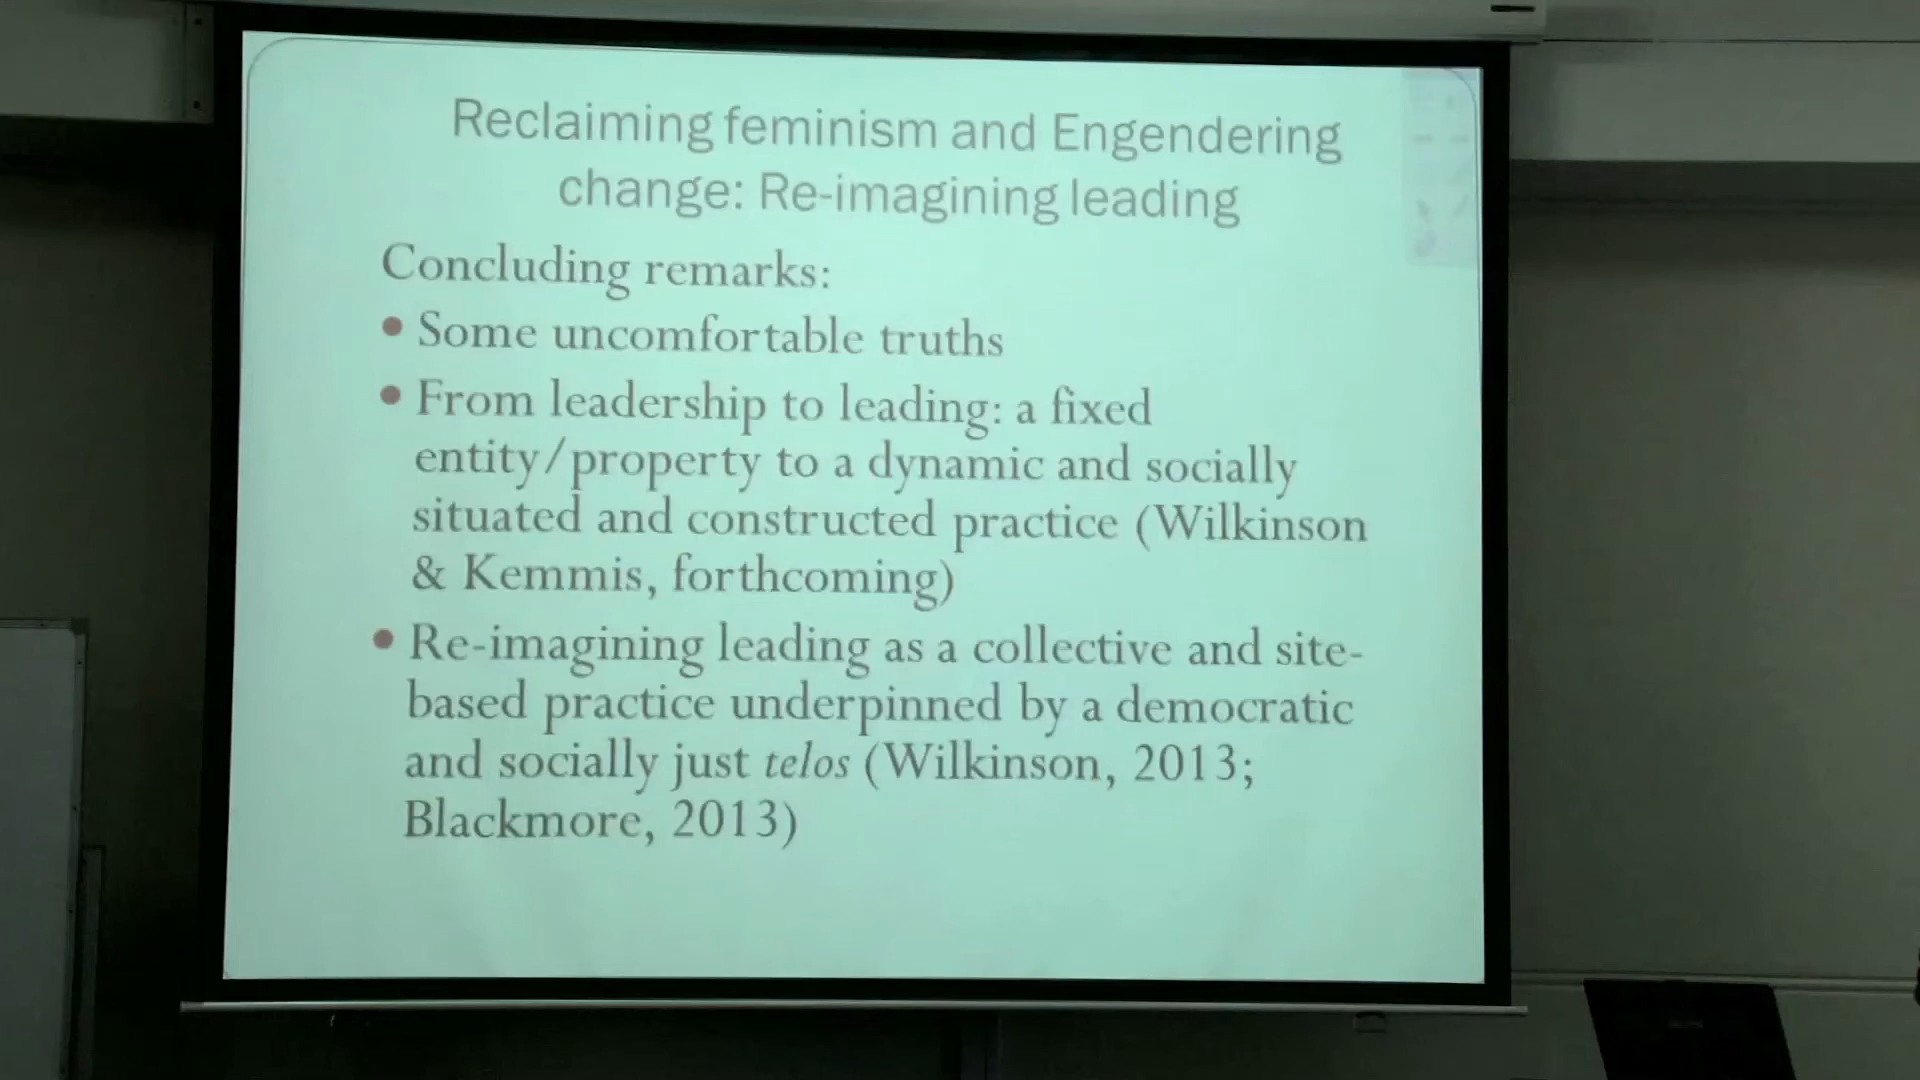 Reclaiming feminism and Engendering
change: Re-imagining leading
Concluding remarks:
• Some uncomfortable truths
• From leadership to leading: a fixed
entity/property to a dynamic and socially
situated and constructed practice (Wilkinson
& Kemmis, forthcoming)
• Re-imagining leading as a collective and site-
based practice underpinned by a democratic
and socially just telos (Wilkinson, 2013;
Blackmore, 2013)